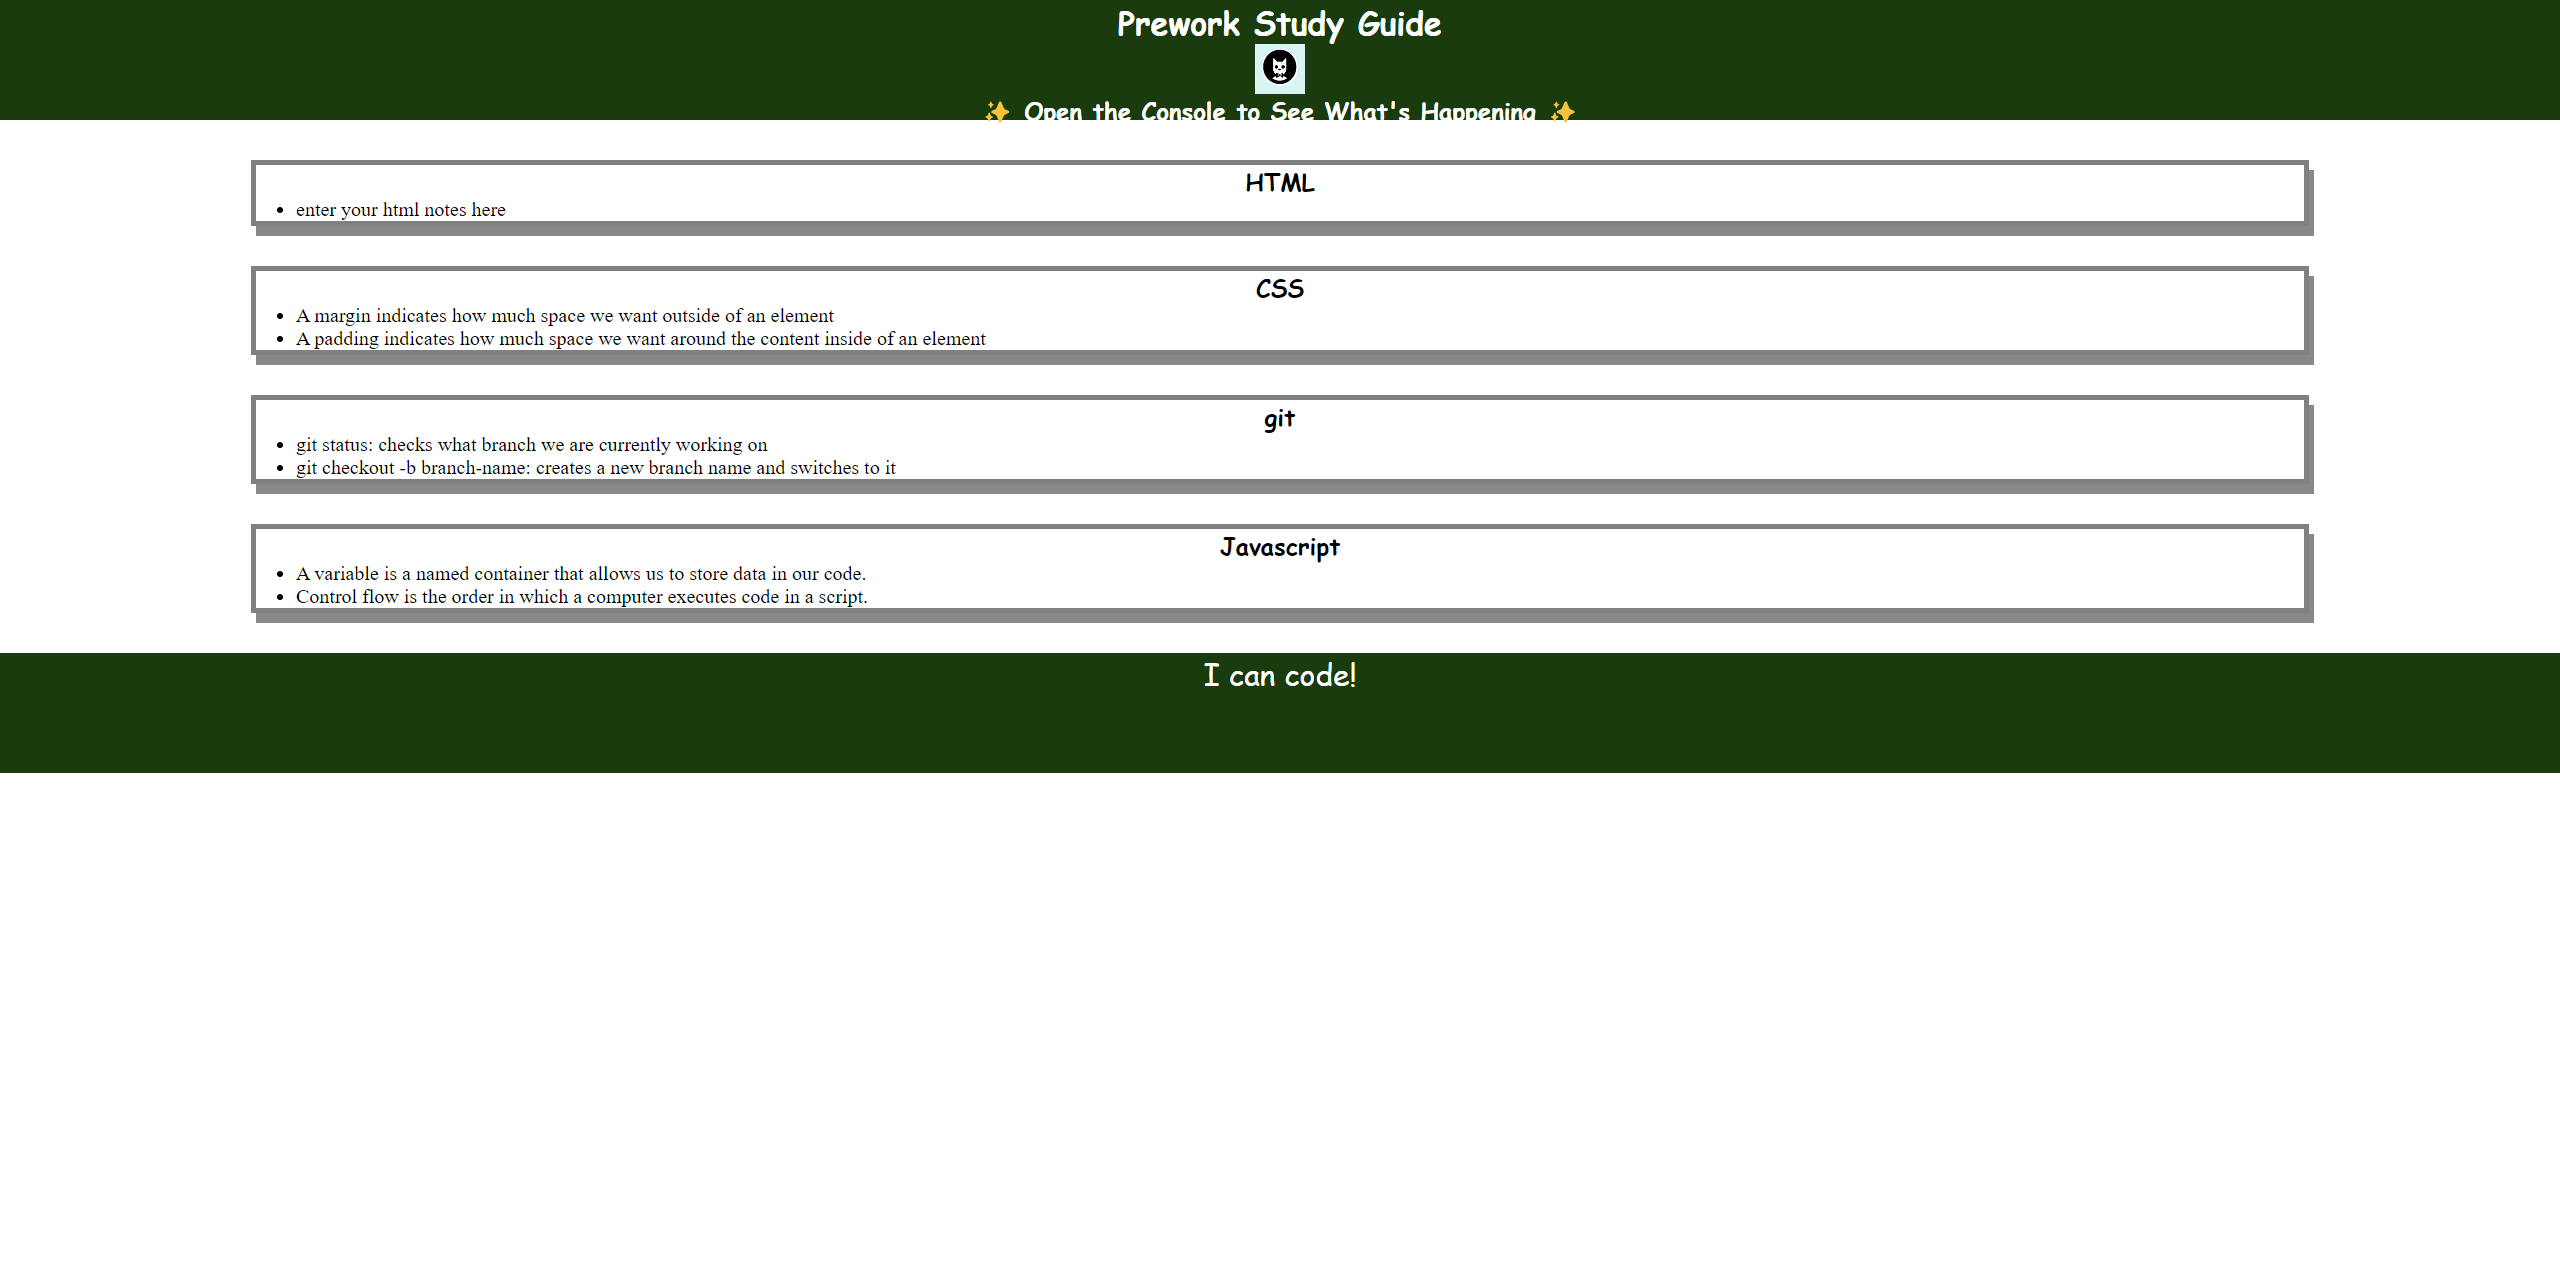 Prework Study Guide
✨ Open the Console to See What's Happening ✨
HTML
• enter your html notes here
CSS
• A margin indicates how much space we want outside of an element
• A padding indicates how much space we want around the content inside of an element
git
• git status: checks what branch we are currently working on
• git checkout -b branch-name: creates a new branch name and switches to it
Javascript
• A variable is a named container that allows us to store data in our code.
• Control flow is the order in which a computer executes code in a script.
I can code!